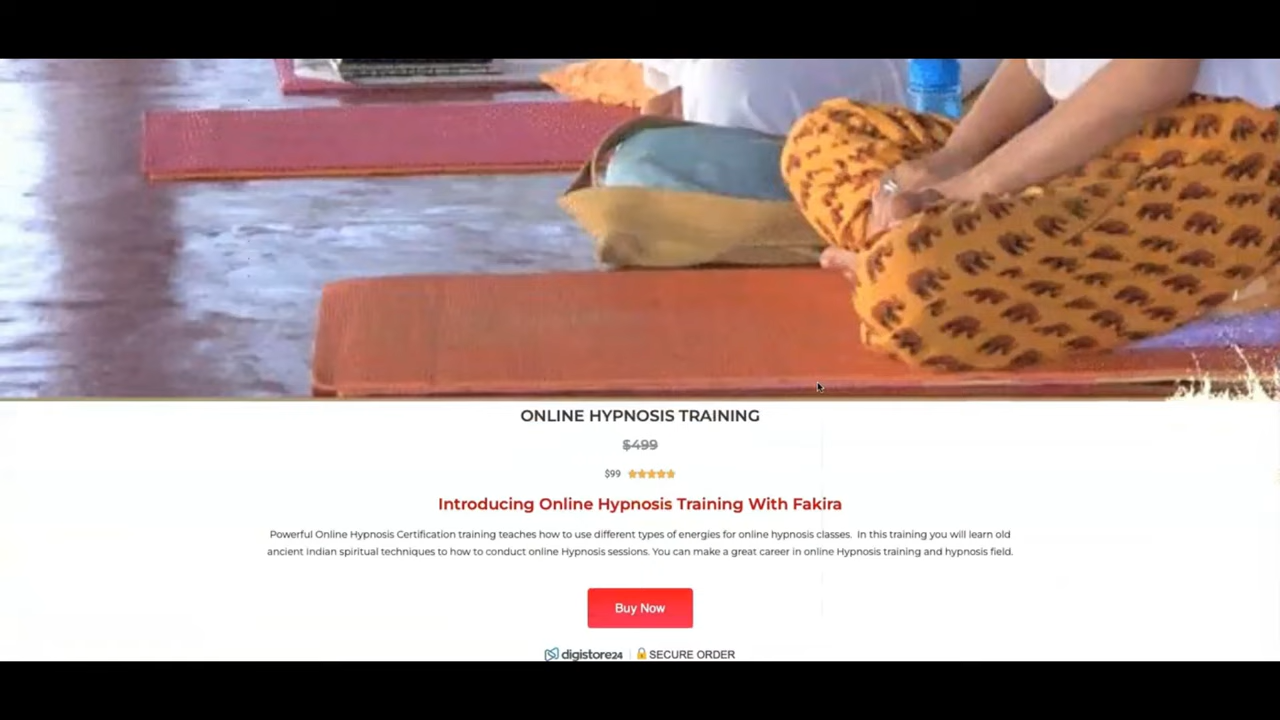 ONLINE HYPNOSIS TRAINING
$499
$99
Introducing Online Hypnosis Training With Fakira
Powerful Online Hypnosis Certification training teaches how to use different types of energies for online hypnosis classes. In this training you will learn old
ancient Indian spiritual techniques to how to conduct online Hypnosis sessions. You can make a great career in online Hypnosis training and hypnosis field.
Buy Now
digistore24 SECURE ORDER